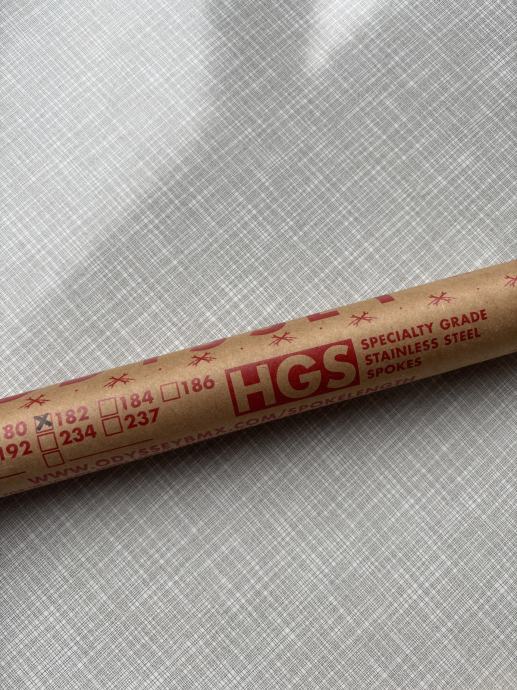 80 182 184 186
192 234 237
HGS
SPECIALTY GRADE
STAINLESS STEEL
SPOKES
WWW.ODYSSEYBMX.COM/SPOKELENGTH